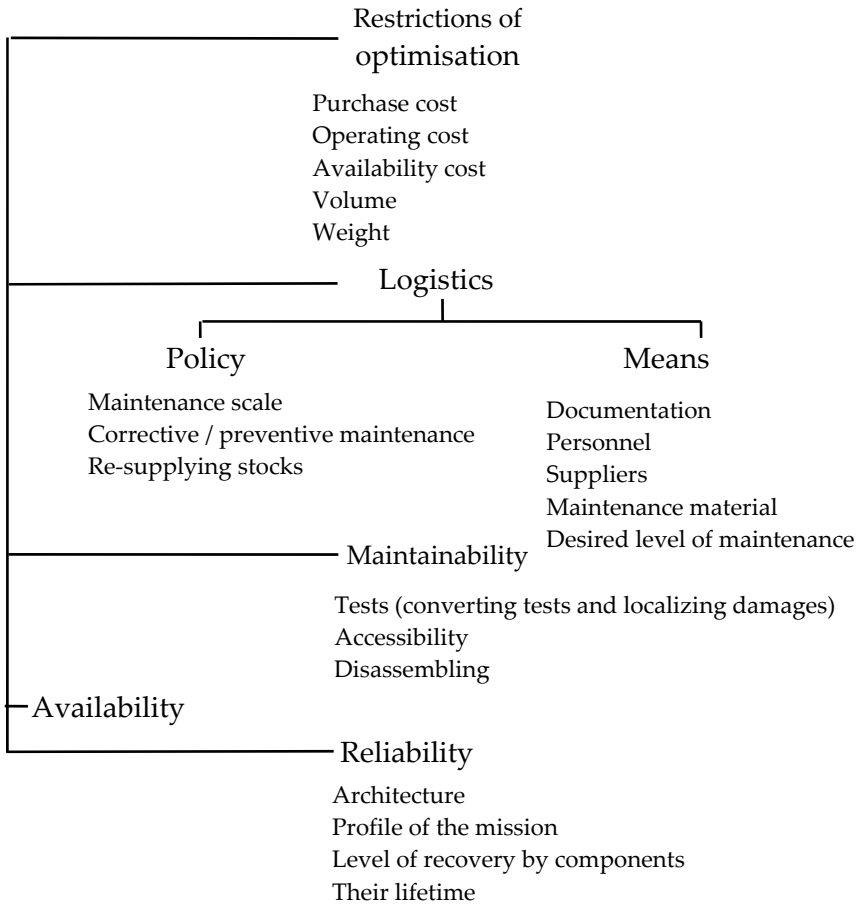 Restrictions of
optimisation
Purchase cost
Operating cost
Availability cost
Volume
Weight
Logistics
Policy
Maintenance scale
Corrective / preventive maintenance
Re-supplying stocks
Means
Documentation
Personnel
Suppliers
Maintenance material
Desired level of maintenance
Maintainability
Tests (converting tests and localizing damages)
Accessibility
Disassembling
Availability
Reliability
Architecture
Profile of the mission
Level of recovery by components
Their lifetime